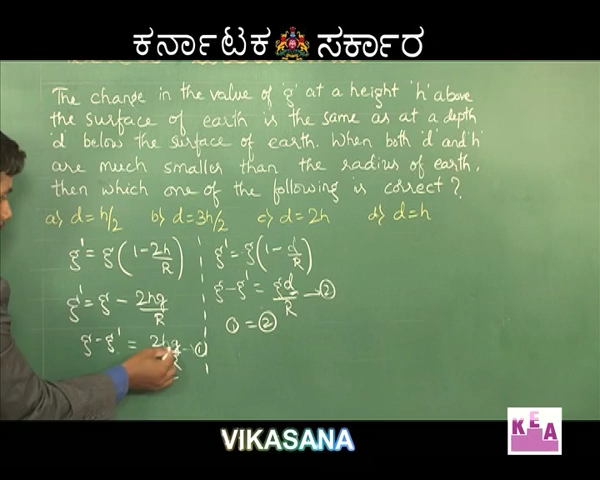 ಕರ್ನಾಟಕ ಸರ್ಕಾರ
The change in the value of 'g' at a height 'h' above
the surface of earth is the same as at a depth
'd' below the surface of earth. When both 'd' and 'h'
are much smaller than the radius of earth,
then which one of the following is correct?
a) d = h/2 b) d = 3h/2 c) d = 2h d) d = h
g' = g(1 - 2h/R)
g' = g - 2hg/R
g - g' = 2hg/R → ①
g' = g(1 - d/R)
g - g' = gd/R → ②
① = ②
KEA
VIKASANA